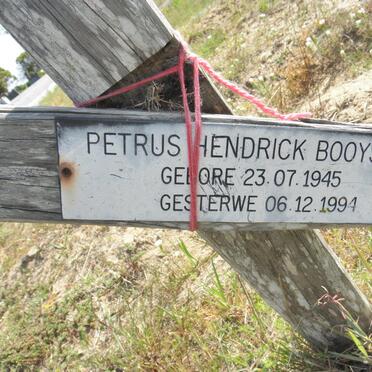 PETRUS HENDRICK BOOYS
GEBORE 23.07.1945
GESTERWE 06.12.1994